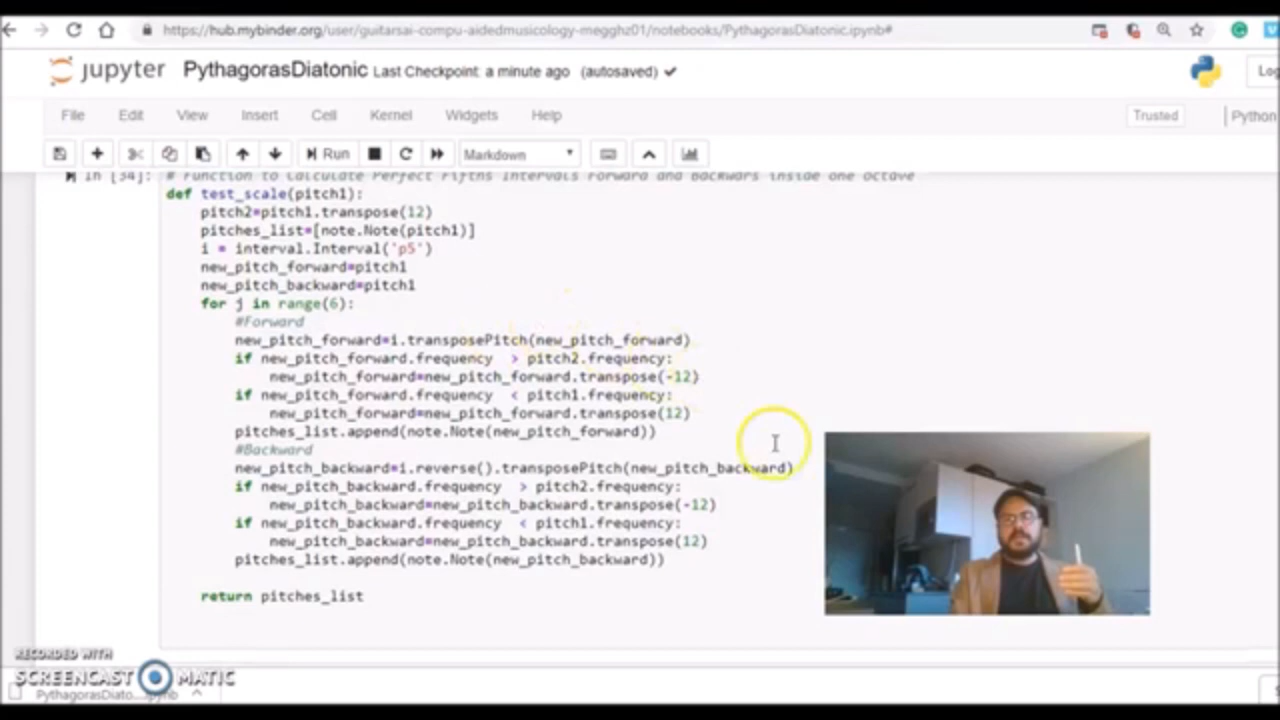 https://hub.mybinder.org/user/guitarsai-compu-aidedmusicology-megghz01/notebooks/PythagorasDiatonic.ipynb#
jupyter PythagorasDiatonic Last Checkpoint: a minute ago (autosaved)
File Edit View Insert Cell Kernel Widgets Help Trusted Python
Run Markdown
In [34]: # Function to Calculate Perfect Fifths Intervals Forward and Backwars inside one octave
def test_scale(pitch1):
pitch2=pitch1.transpose(12)
pitches_list=[note.Note(pitch1)]
i = interval.Interval('p5')
new_pitch_forward=pitch1
new_pitch_backward=pitch1
for j in range(6):
#Forward
new_pitch_forward=i.transposePitch(new_pitch_forward)
if new_pitch_forward.frequency > pitch2.frequency:
new_pitch_forward=new_pitch_forward.transpose(-12)
if new_pitch_forward.frequency < pitch1.frequency:
new_pitch_forward=new_pitch_forward.transpose(12)
pitches_list.append(note.Note(new_pitch_forward))
#Backward
new_pitch_backward=i.reverse().transposePitch(new_pitch_backward)
if new_pitch_backward.frequency > pitch2.frequency:
new_pitch_backward=new_pitch_backward.transpose(-12)
if new_pitch_backward.frequency < pitch1.frequency:
new_pitch_backward=new_pitch_backward.transpose(12)
pitches_list.append(note.Note(new_pitch_backward))
return pitches_list
RECORDED WITH
SCREENCAST MATIC
PythagorasDiato....ipynb